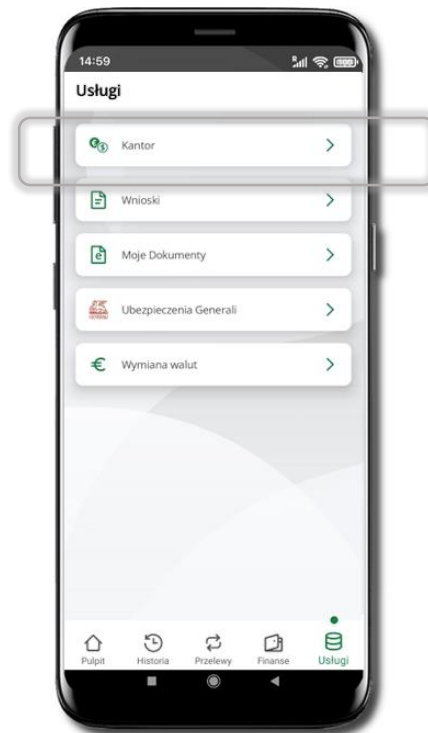 14:59
Usługi
Kantor
Wnioski
Moje Dokumenty
Ubezpieczenia Generali
Wymiana walut
Pulpit
Historia
Przelewy
Finanse
Usługi